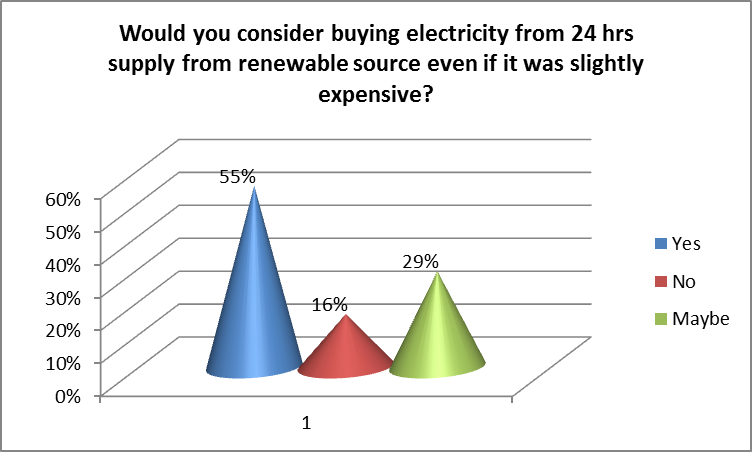 Would you consider buying electricity from 24 hrs
supply from renewable source even if it was slightly
expensive?
55%
16%
29%
60%
50%
40%
30%
20%
10%
0%
1
Yes
No
Maybe